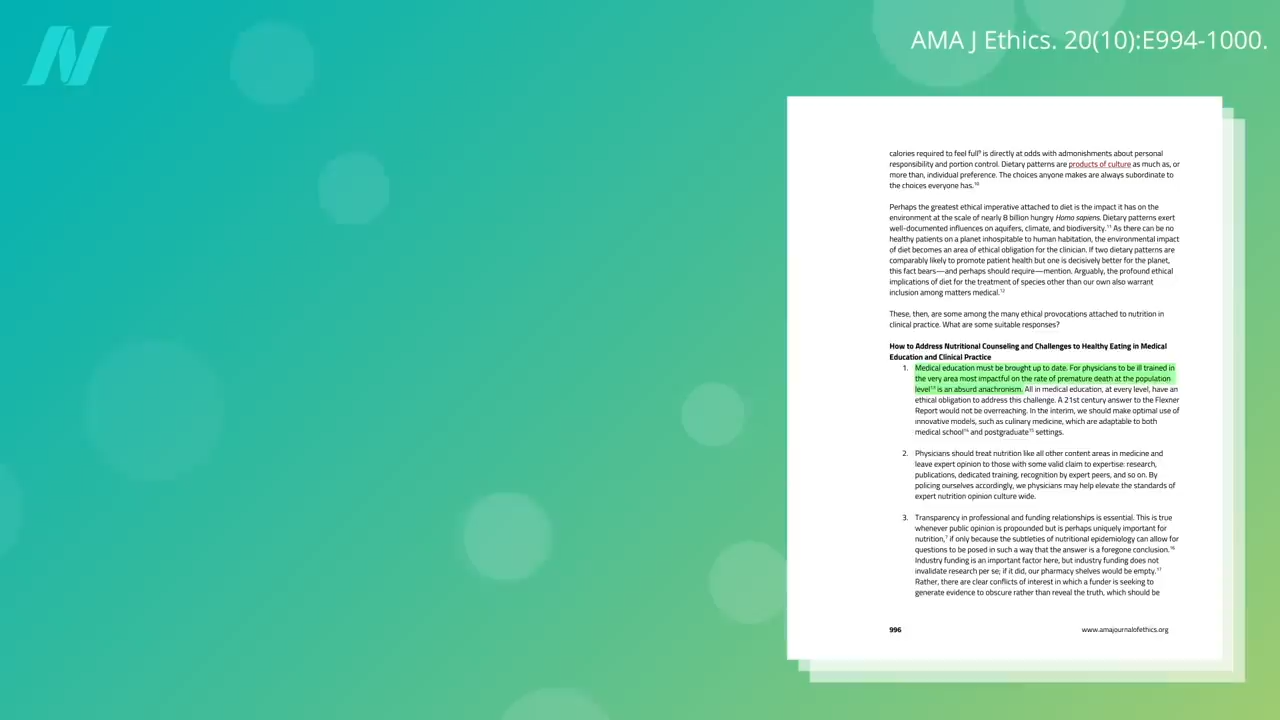 AMA J Ethics. 20(10):E994-1000.
calories required to feel full⁹ is directly at odds with admonishments about personal
responsibility and portion control. Dietary patterns are products of culture as much as, or
more than, individual preference. The choices anyone makes are always subordinate to
the choices everyone has.¹⁰
Perhaps the greatest ethical imperative attached to diet is the impact it has on the
environment at the scale of nearly 8 billion hungry Homo sapiens. Dietary patterns exert
well-documented influences on aquifers, climate, and biodiversity.¹¹ As there can be no
healthy patients on a planet inhospitable to human habitation, the environmental impact
of diet becomes an area of ethical obligation for the clinician. If two dietary patterns are
comparably likely to promote patient health but one is decisively better for the planet,
this fact bears—and perhaps should require—mention. Arguably, the profound ethical
implications of diet for the treatment of species other than our own also warrant
inclusion among matters medical.¹²
These, then, are some among the many ethical provocations attached to nutrition in
clinical practice. What are some suitable responses?
How to Address Nutritional Counseling and Challenges to Healthy Eating in Medical
Education and Clinical Practice
1. Medical education must be brought up to date. For physicians to be ill trained in
the very area most impactful on the rate of premature death at the population
level¹³ is an absurd anachronism. All in medical education, at every level, have an
ethical obligation to address this challenge. A 21st century answer to the Flexner
Report would not be overreaching. In the interim, we should make optimal use of
innovative models, such as culinary medicine, which are adaptable to both
medical school¹⁴ and postgraduate¹⁵ settings.
2. Physicians should treat nutrition like all other content areas in medicine and
leave expert opinion to those with some valid claim to expertise: research,
publications, dedicated training, recognition by expert peers, and so on. By
policing ourselves accordingly, we physicians may help elevate the standards of
expert nutrition opinion culture wide.
3. Transparency in professional and funding relationships is essential. This is true
whenever public opinion is propounded but is perhaps uniquely important for
nutrition,⁷ if only because the subtleties of nutritional epidemiology can allow for
questions to be posed in such a way that the answer is a foregone conclusion.¹⁶
Industry funding is an important factor here, but industry funding does not
invalidate research per se; if it did, our pharmacy shelves would be empty.¹⁷
Rather, there are clear conflicts of interest in which a funder is seeking to
generate evidence to obscure rather than reveal the truth, which should be
996 www.amajournalofethics.org